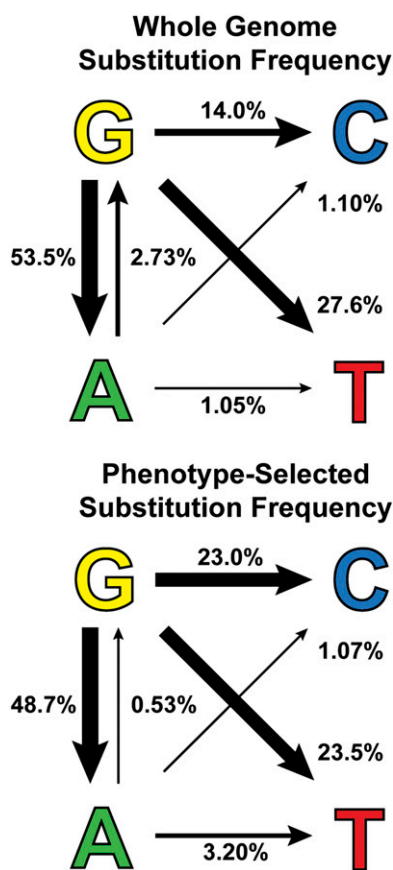 Whole Genome
Substitution Frequency
G 14.0% C
53.5% 2.73% 1.10%
27.6%
A 1.05% T
Phenotype-Selected
Substitution Frequency
G 23.0% C
48.7% 0.53% 1.07%
23.5%
A 3.20% T